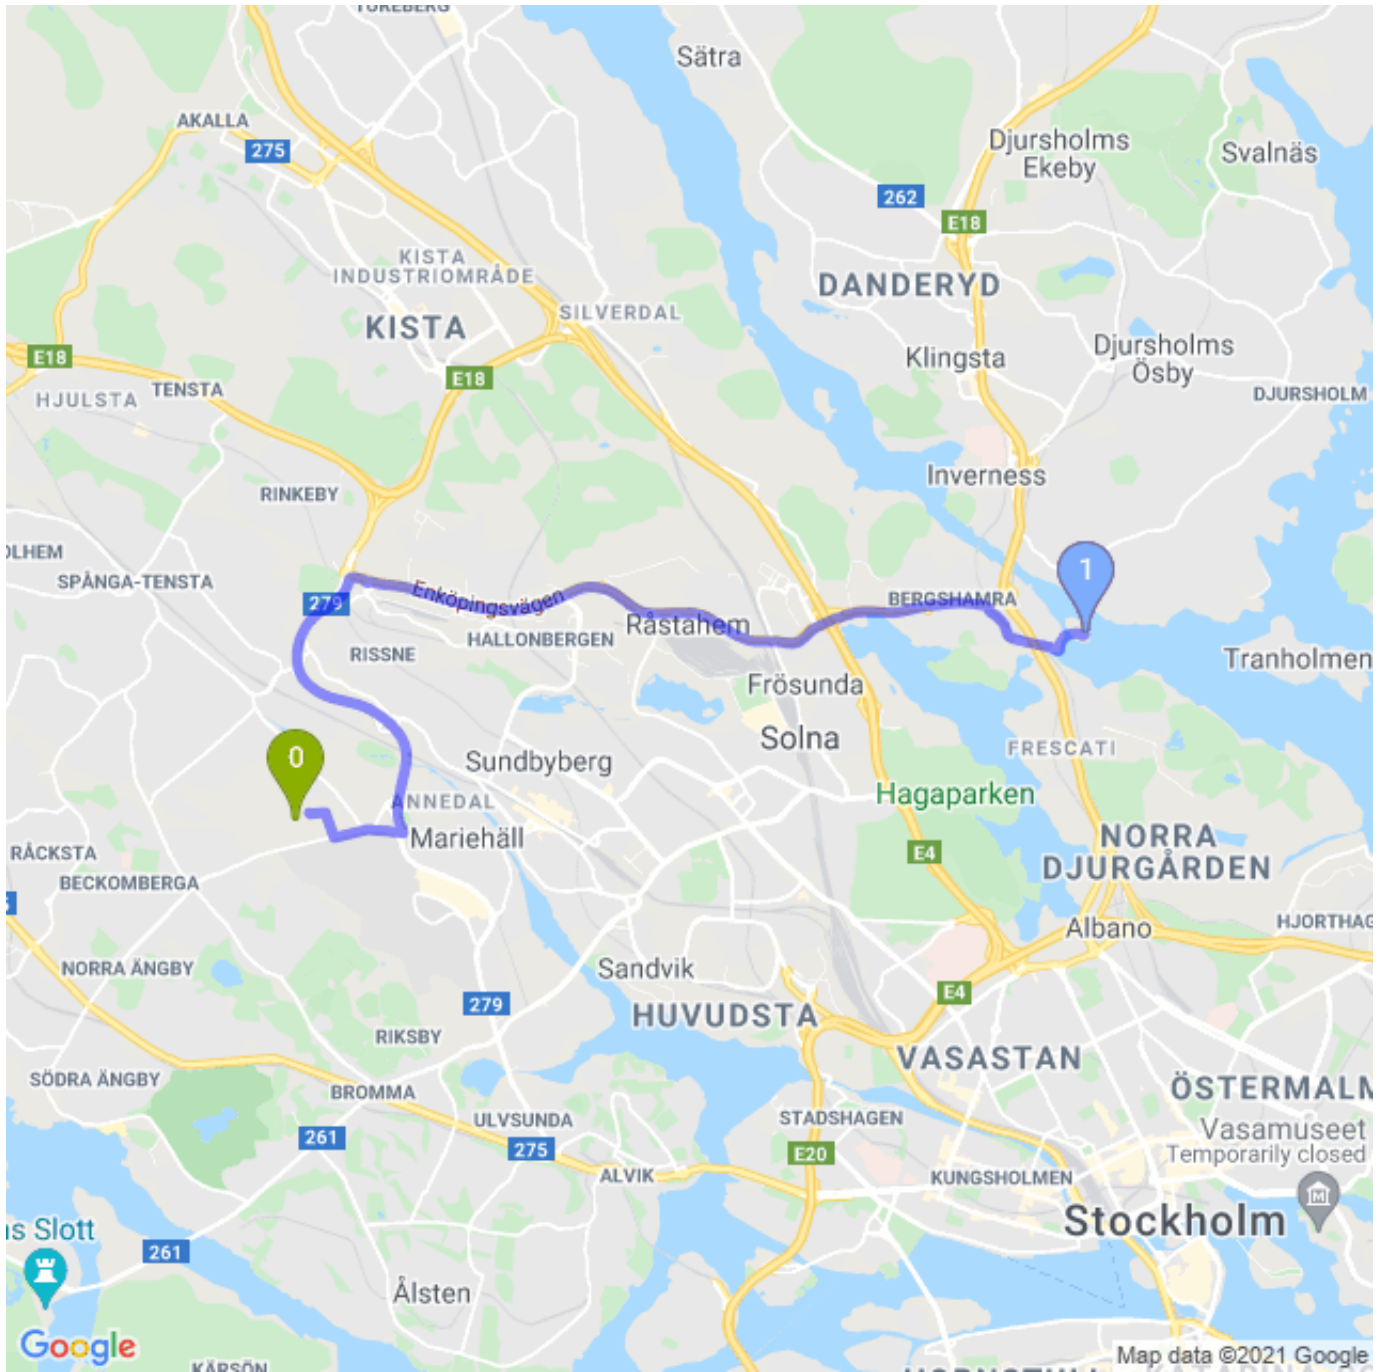 TUREBERG
Sätra
AKALLA
275
Djursholms
Ekeby
Svalnäs
262
E18
KISTA
INDUSTRIOMRÅDE
DANDERYD
SILVERDAL
KISTA
E18
Klingsta
Djursholms
Ösby
E18
TENSTA
HJULSTA
DJURSHOLM
Inverness
RINKEBY
OLHEM
SPÅNGA-TENSTA
1
279
Enköpingsvägen
BERGSHAMRA
Råstahem
HALLONBERGEN
RISSNE
Tranholmen
Frösunda
Solna
FRESCATI
0
Sundbyberg
ANNEDAL
Hagaparken
Mariehäll
NORRA
DJURGÅRDEN
E4
RÅCKSTA
BECKOMBERGA
HJORTHAG
Albano
NORRA ÄNGBY
Sandvik
E4
279
HUVUDSTA
RIKSBY
VASASTAN
SÖDRA ÄNGBY
BROMMA
ÖSTERMALM
ULVSUNDA
STADSHAGEN
Vasamuseet
Temporarily closed
261
275
E20
ALVIK
KUNGSHOLMEN
Stockholm
s Slott
261
Ålsten
Google
KÄRSÖN
Map data ©2021 Google